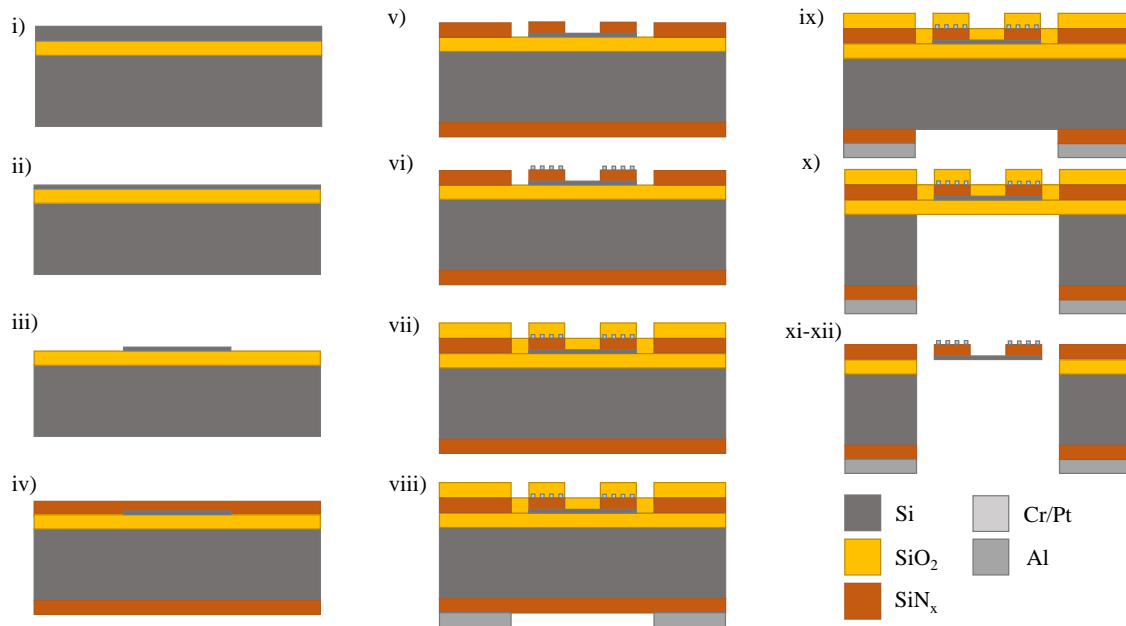 i)
ii)
iii)
iv)
v)
vi)
vii)
viii)
ix)
x)
xi-xii)
Si
SiO₂
SiNₓ
Cr/Pt
Al